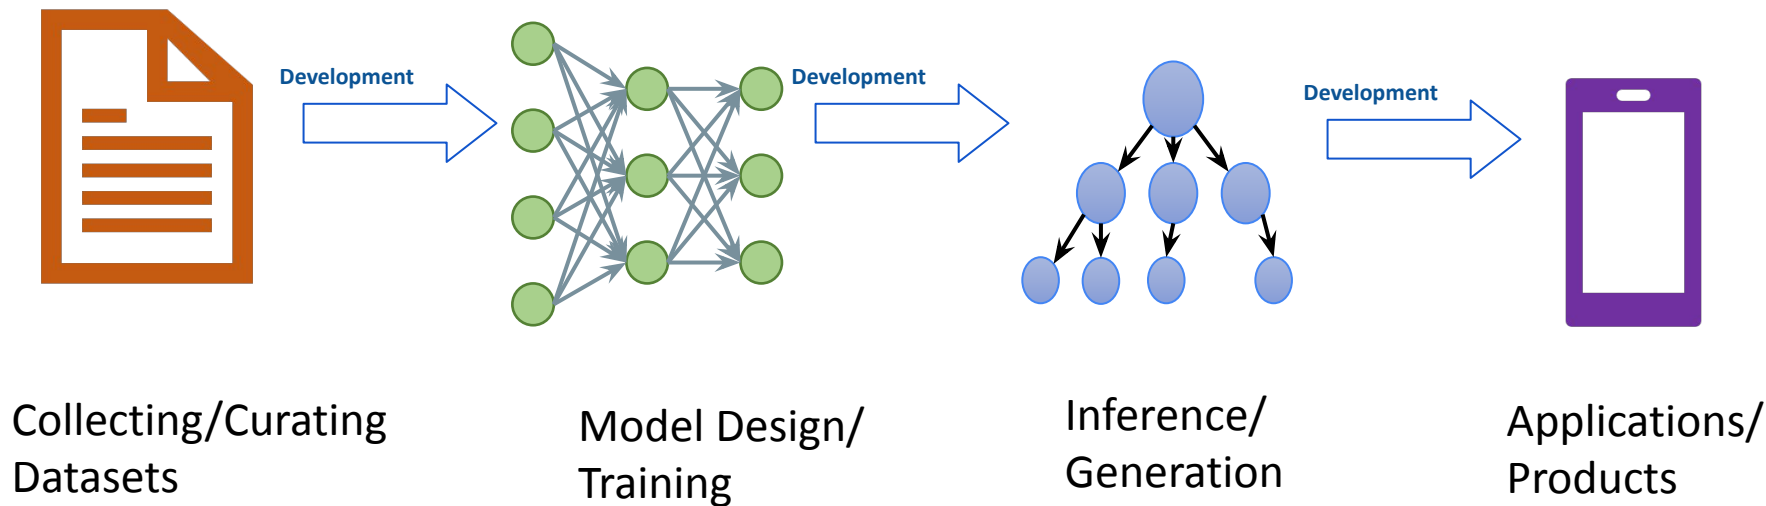 Development
Development
Development
Collecting/Curating
Datasets
Model Design/
Training
Inference/
Generation
Applications/
Products